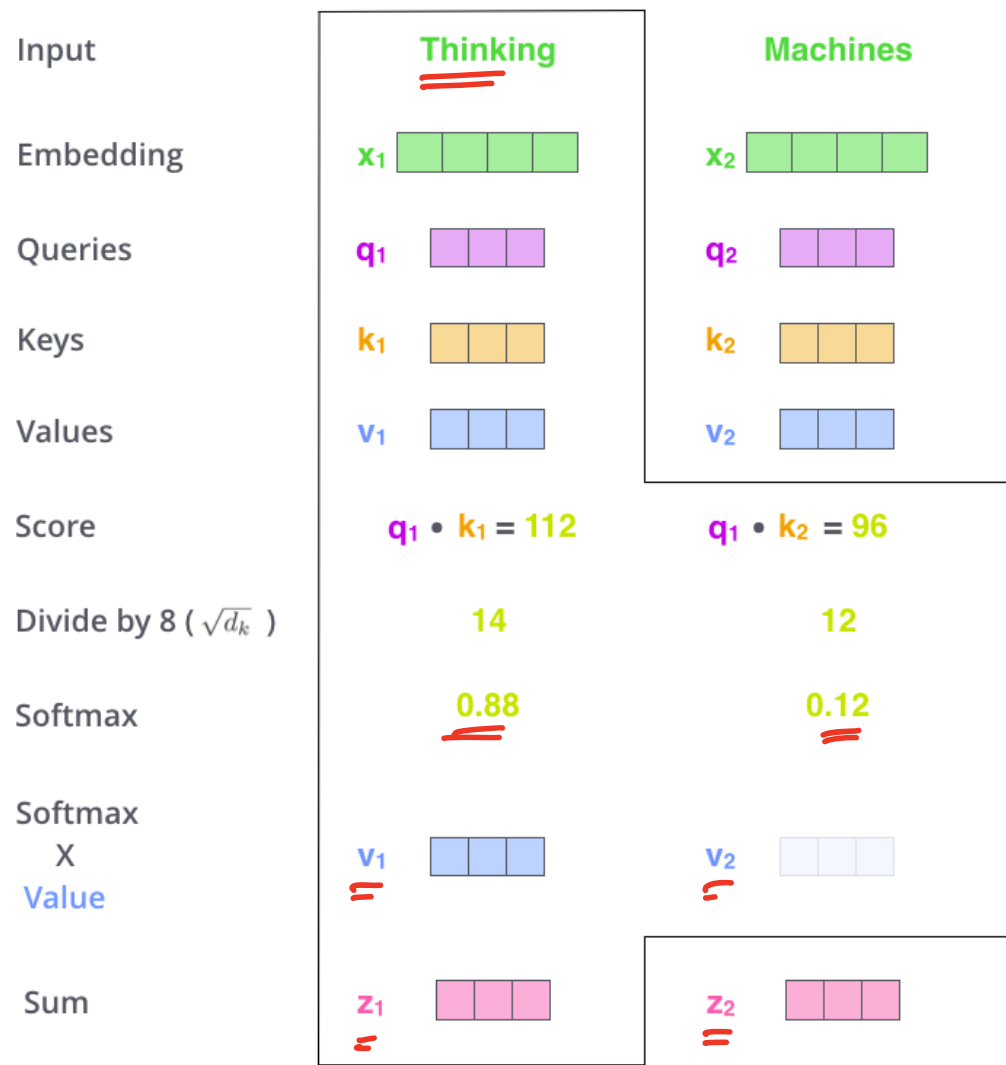 Input Thinking Machines
Embedding x₁ x₂
Queries q₁ q₂
Keys k₁ k₂
Values v₁ v₂
Score q₁ • k₁ = 112 q₁ • k₂ = 96
Divide by 8 ( √dₖ ) 14 12
Softmax 0.88 0.12
Softmax
X v₁ v₂
Value
Sum z₁ z₂